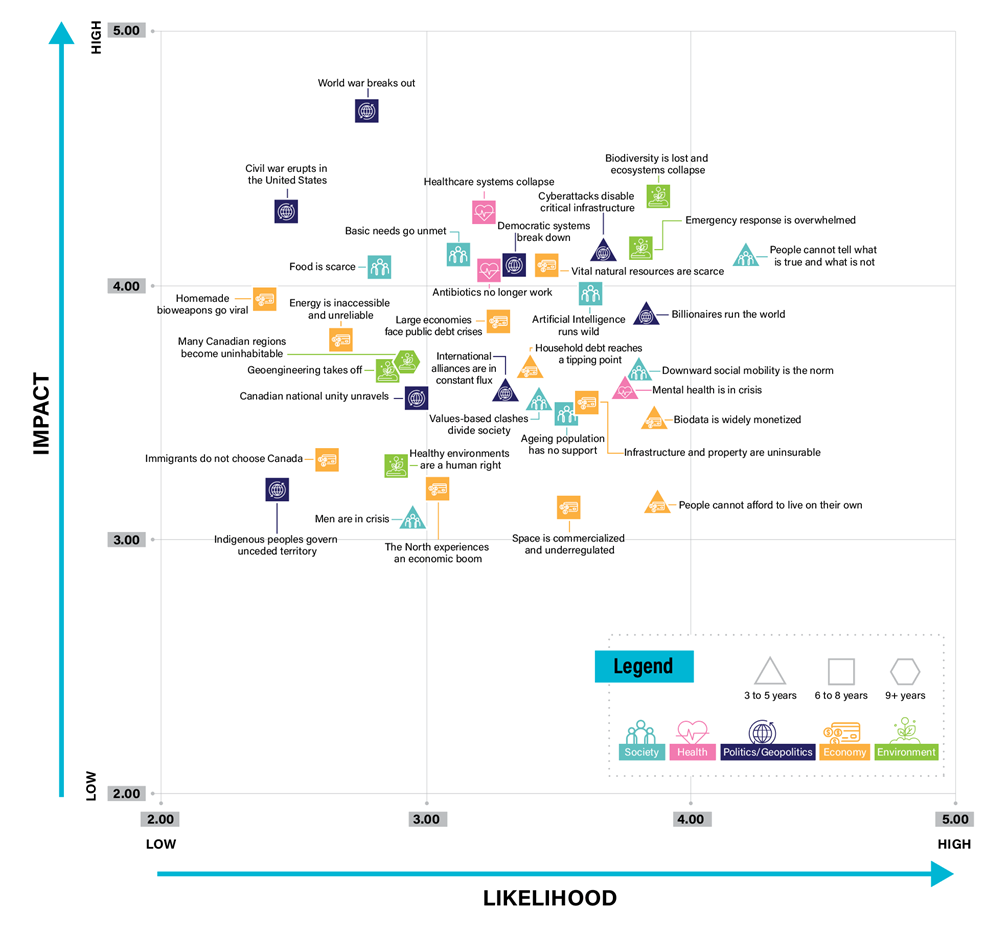 HIGH
5.00
World war breaks out
Civil war erupts in
the United States
Healthcare systems collapse
Biodiversity is lost and
ecosystems collapse
Cyberattacks disable
critical infrastructure
Emergency response is overwhelmed
Basic needs go unmet
Democratic systems
break down
People cannot tell what
is true and what is not
Food is scarce
Vital natural resources are scarce
4.00
Antibiotics no longer work
Homemade
bioweapons go viral
Energy is inaccessible
and unreliable
Large economies
face public debt crises
Artificial Intelligence
runs wild
Billionaires run the world
Many Canadian regions
become uninhabitable
International
alliances are in
constant flux
Household debt reaches
a tipping point
Geoengineering takes off
Downward social mobility is the norm
Canadian national unity unravels
Mental health is in crisis
Values-based clashes
divide society
Biodata is widely monetized
Ageing population
has no support
Infrastructure and property are uninsurable
Immigrants do not choose Canada
Healthy environments
are a human right
People cannot afford to live on their own
Men are in crisis
Indigenous peoples govern
unceded territory
3.00
The North experiences
an economic boom
Space is commercialized
and underregulated
IMPACT
Legend
3 to 5 years
6 to 8 years
9+ years
Society
Health
Politics/Geopolitics
Economy
Environment
LOW
2.00
2.00
3.00
4.00
5.00
LOW
HIGH
LIKELIHOOD